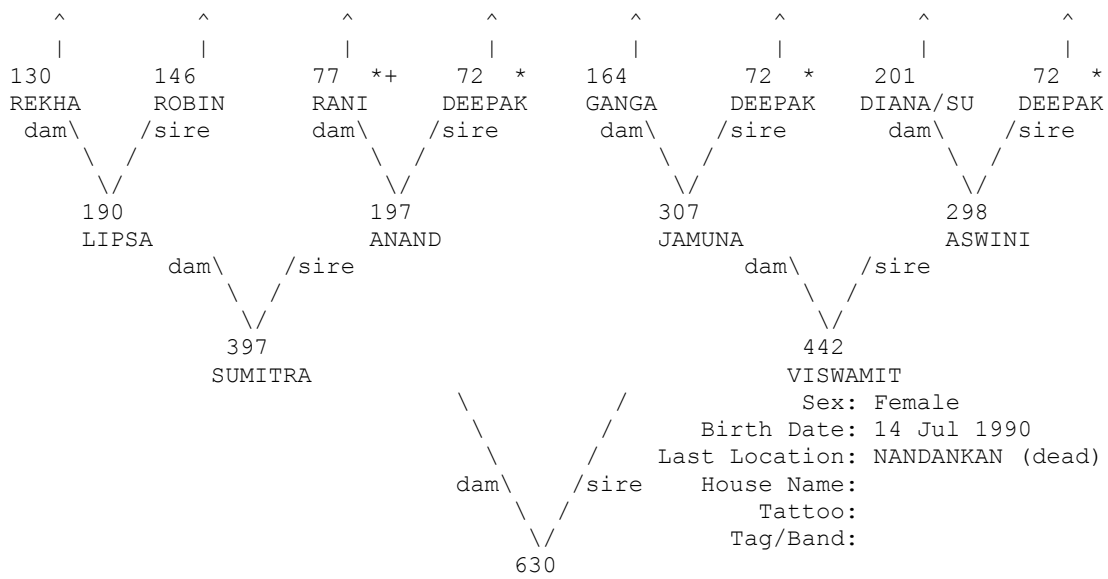 ^ ^ ^ ^ ^ ^ ^ ^
| | | | | | | |
130 146 77 *+ 72 * 164 72 * 201 72 *
REKHA ROBIN RANI DEEPAK GANGA DEEPAK DIANA/SU DEEPAK
dam\ /sire dam\ /sire dam\ /sire dam\ /sire
\ / \ / \ / \ /
\/ \/ \/ \/
190 197 307 298
LIPSA ANAND JAMUNA ASWINI
dam\ /sire dam\ /sire
\ / \ /
\/ \/
397 442
SUMITRA VISWAMIT
\ / Sex: Female
\ / Birth Date: 14 Jul 1990
\ / Last Location: NANDANKAN (dead)
dam\ /sire House Name:
\ / Tattoo:
\/ Tag/Band:
630